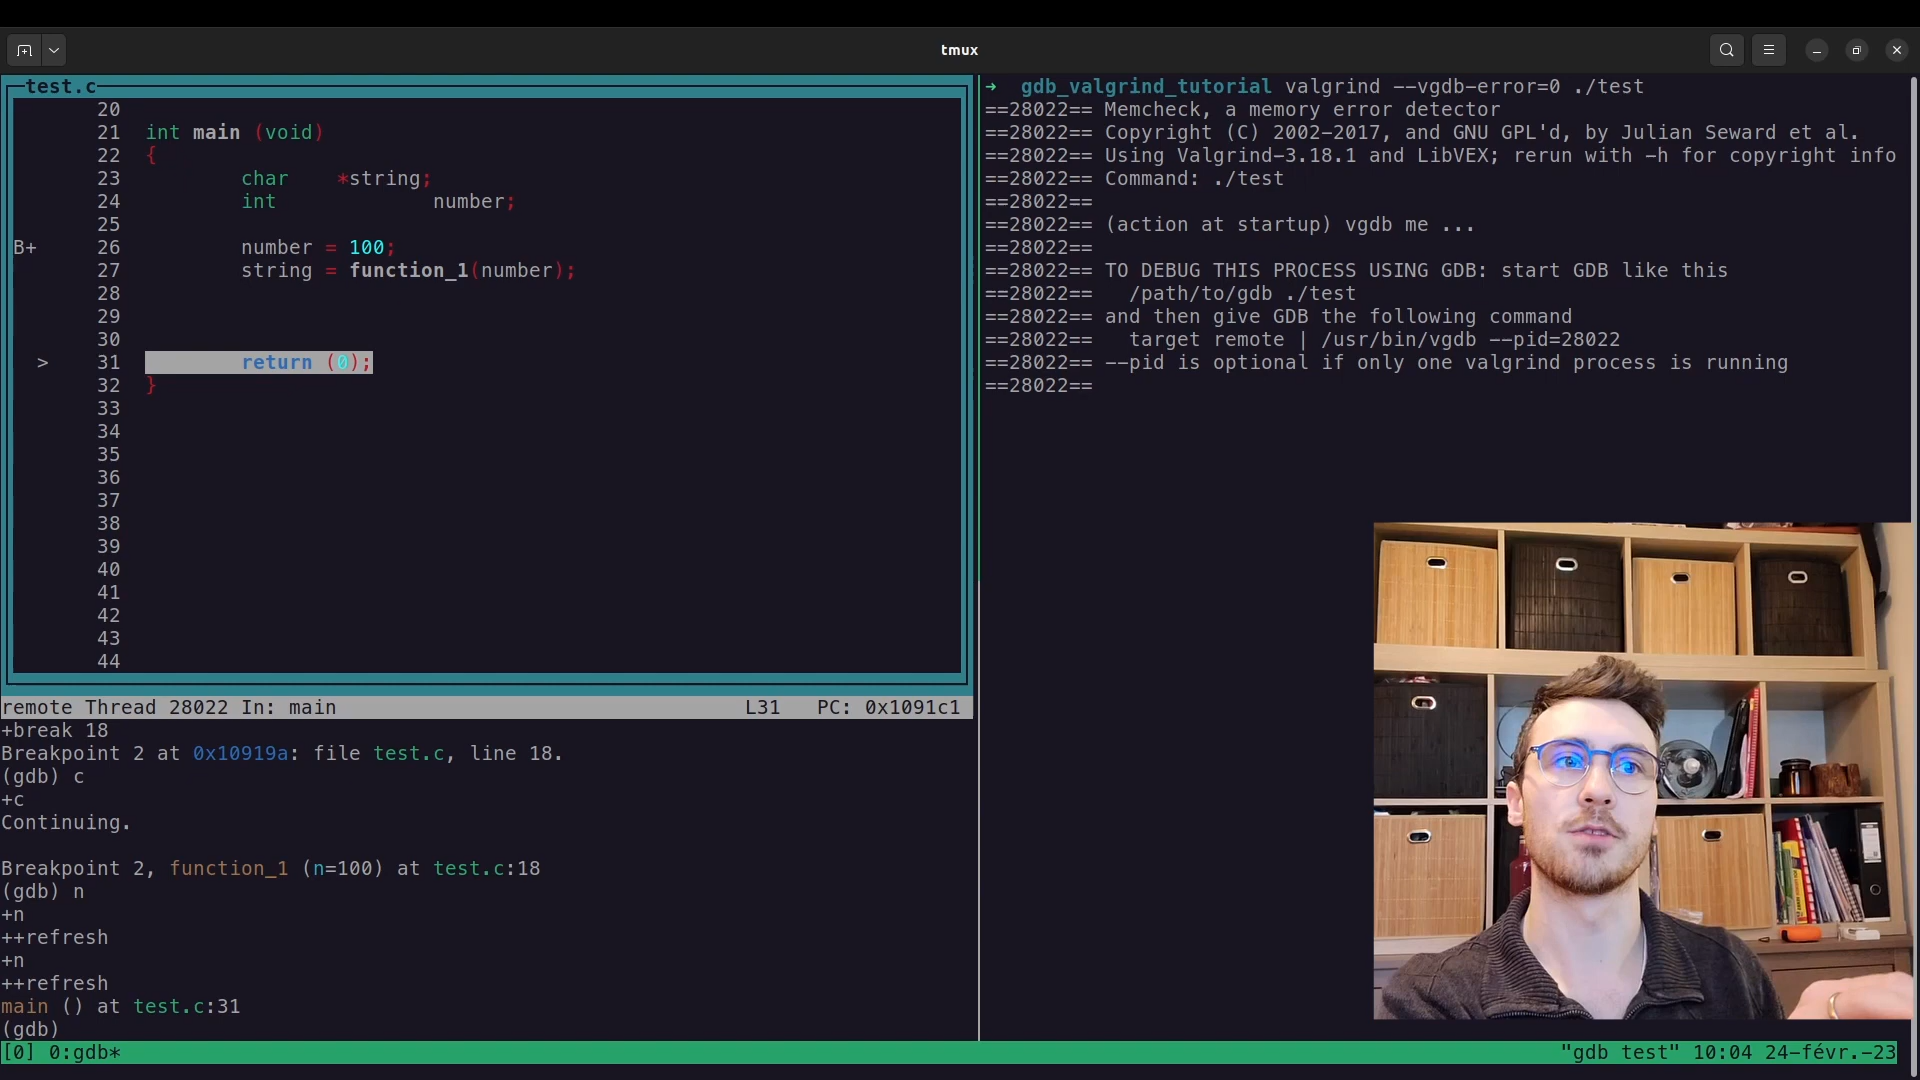 tmux
test.c
20
21 int main (void)
22 {
23 char *string;
24 int number;
25
B+ 26 number = 100;
27 string = function_1(number);
28
29
30
> 31 return (0);
32 }
33
34
35
36
37
38
39
40
41
42
43
44
remote Thread 28022 In: main L31 PC: 0x1091c1
+break 18
Breakpoint 2 at 0x10919a: file test.c, line 18.
(gdb) c
+c
Continuing.
Breakpoint 2, function_1 (n=100) at test.c:18
(gdb) n
+n
++refresh
+n
++refresh
main () at test.c:31
(gdb)
➜ gdb_valgrind_tutorial valgrind --vgdb-error=0 ./test
==28022== Memcheck, a memory error detector
==28022== Copyright (C) 2002-2017, and GNU GPL'd, by Julian Seward et al.
==28022== Using Valgrind-3.18.1 and LibVEX; rerun with -h for copyright info
==28022== Command: ./test
==28022==
==28022== (action at startup) vgdb me ...
==28022==
==28022== TO DEBUG THIS PROCESS USING GDB: start GDB like this
==28022== /path/to/gdb ./test
==28022== and then give GDB the following command
==28022== target remote | /usr/bin/vgdb --pid=28022
==28022== --pid is optional if only one valgrind process is running
==28022==
[0] 0:gdb* "gdb test" 10:04 24-févr.-23